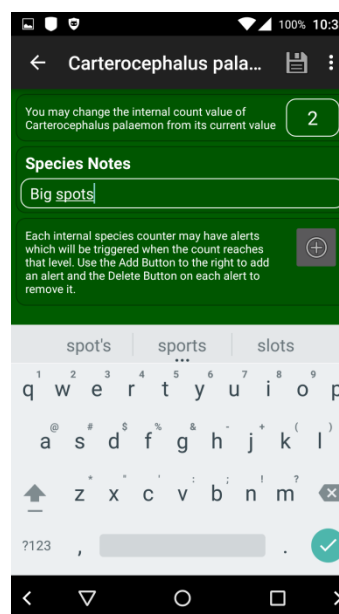 100% 10:3
Carterocephalus pala...
You may change the internal count value of
Carterocephalus palaemon from its current value
2
Species Notes
Big spots
Each internal species counter may have alerts
which will be triggered when the count reaches
that level. Use the Add Button to the right to add
an alert and the Delete Button on each alert to
remove it.
spot's sports slots
1 2 3 4 5 6 7 8 9
q w e r t y u i o p
@ # $ % & - + ( )
a s d f g h j k l
* " ' : ; ! ?
z x c v b n m
?123 , .